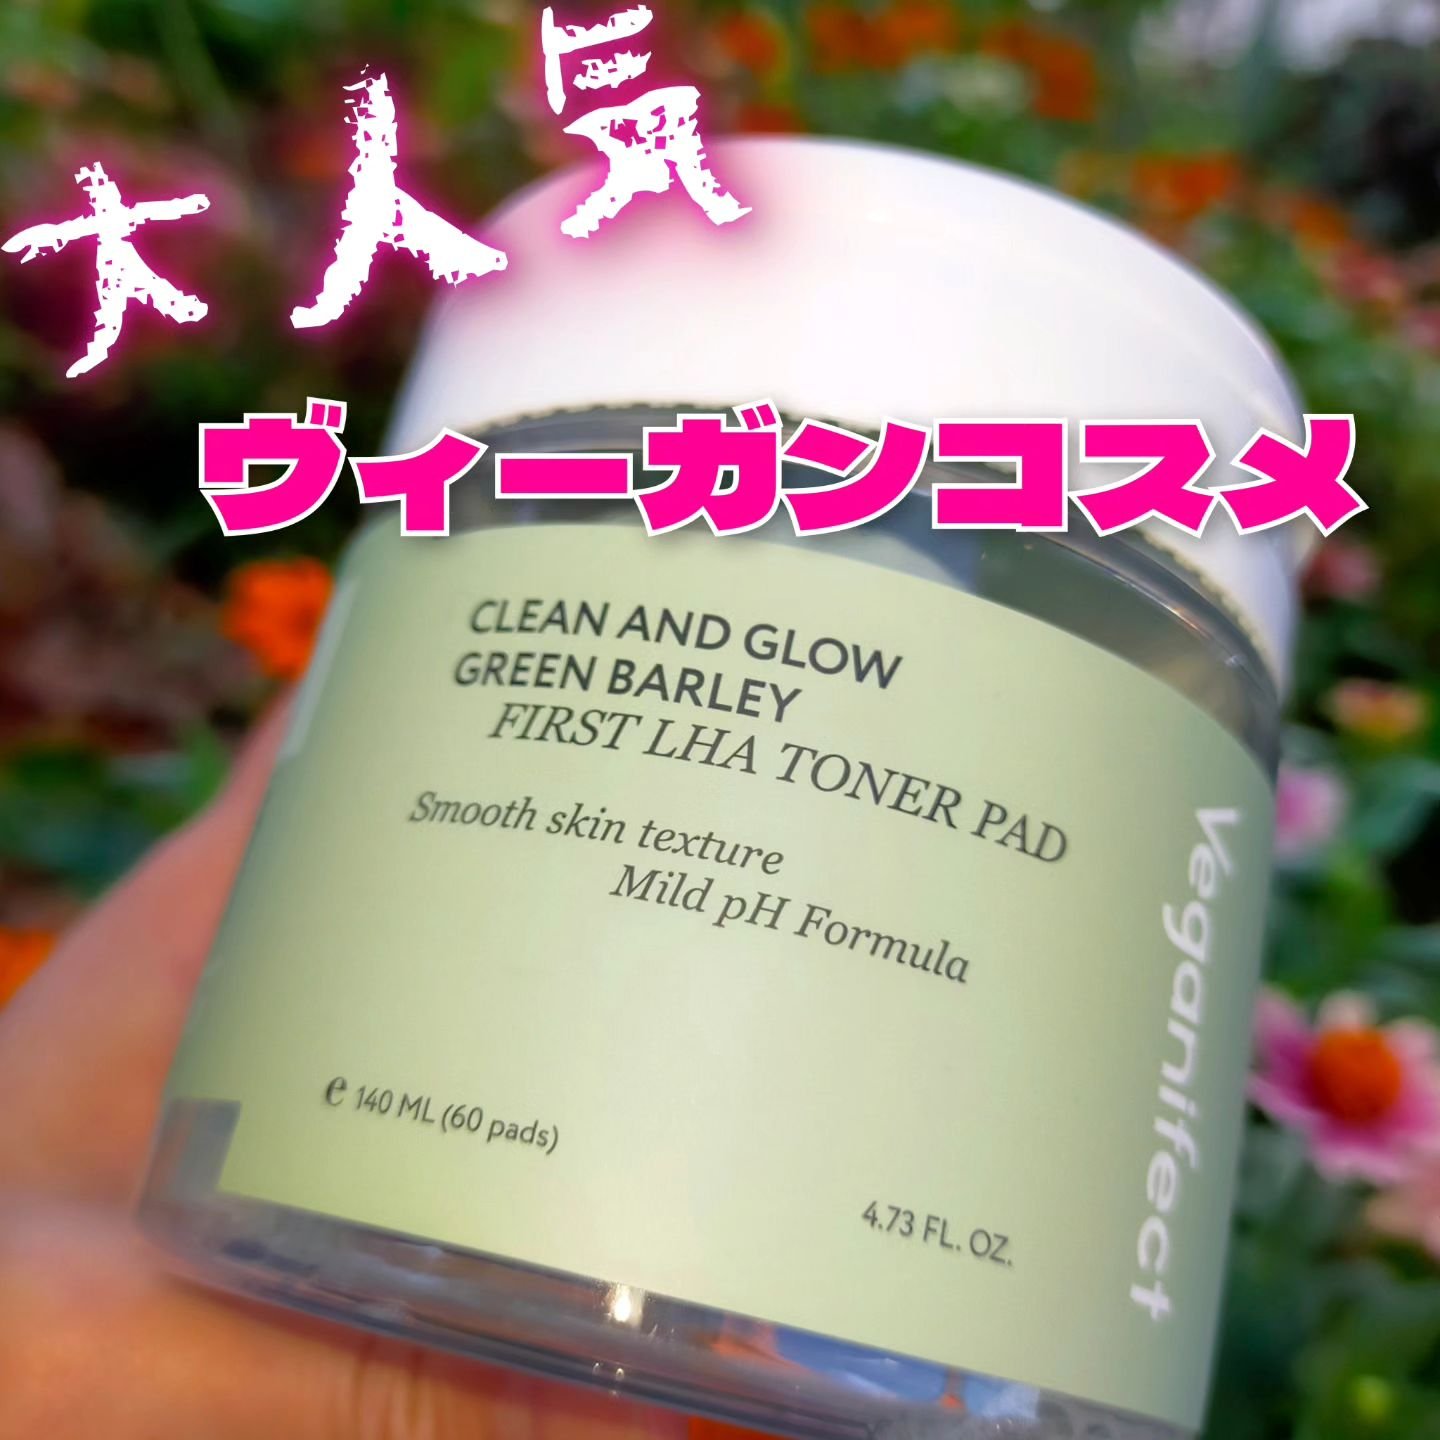 大人気
ヴィーガンコスメ
CLEAN AND GLOW
GREEN BARLEY
FIRST LHA TONER PAD
Smooth skin texture
Mild pH Formula
Veganifect
℮ 140 ML (60 pads)
4.73 FL. OZ.